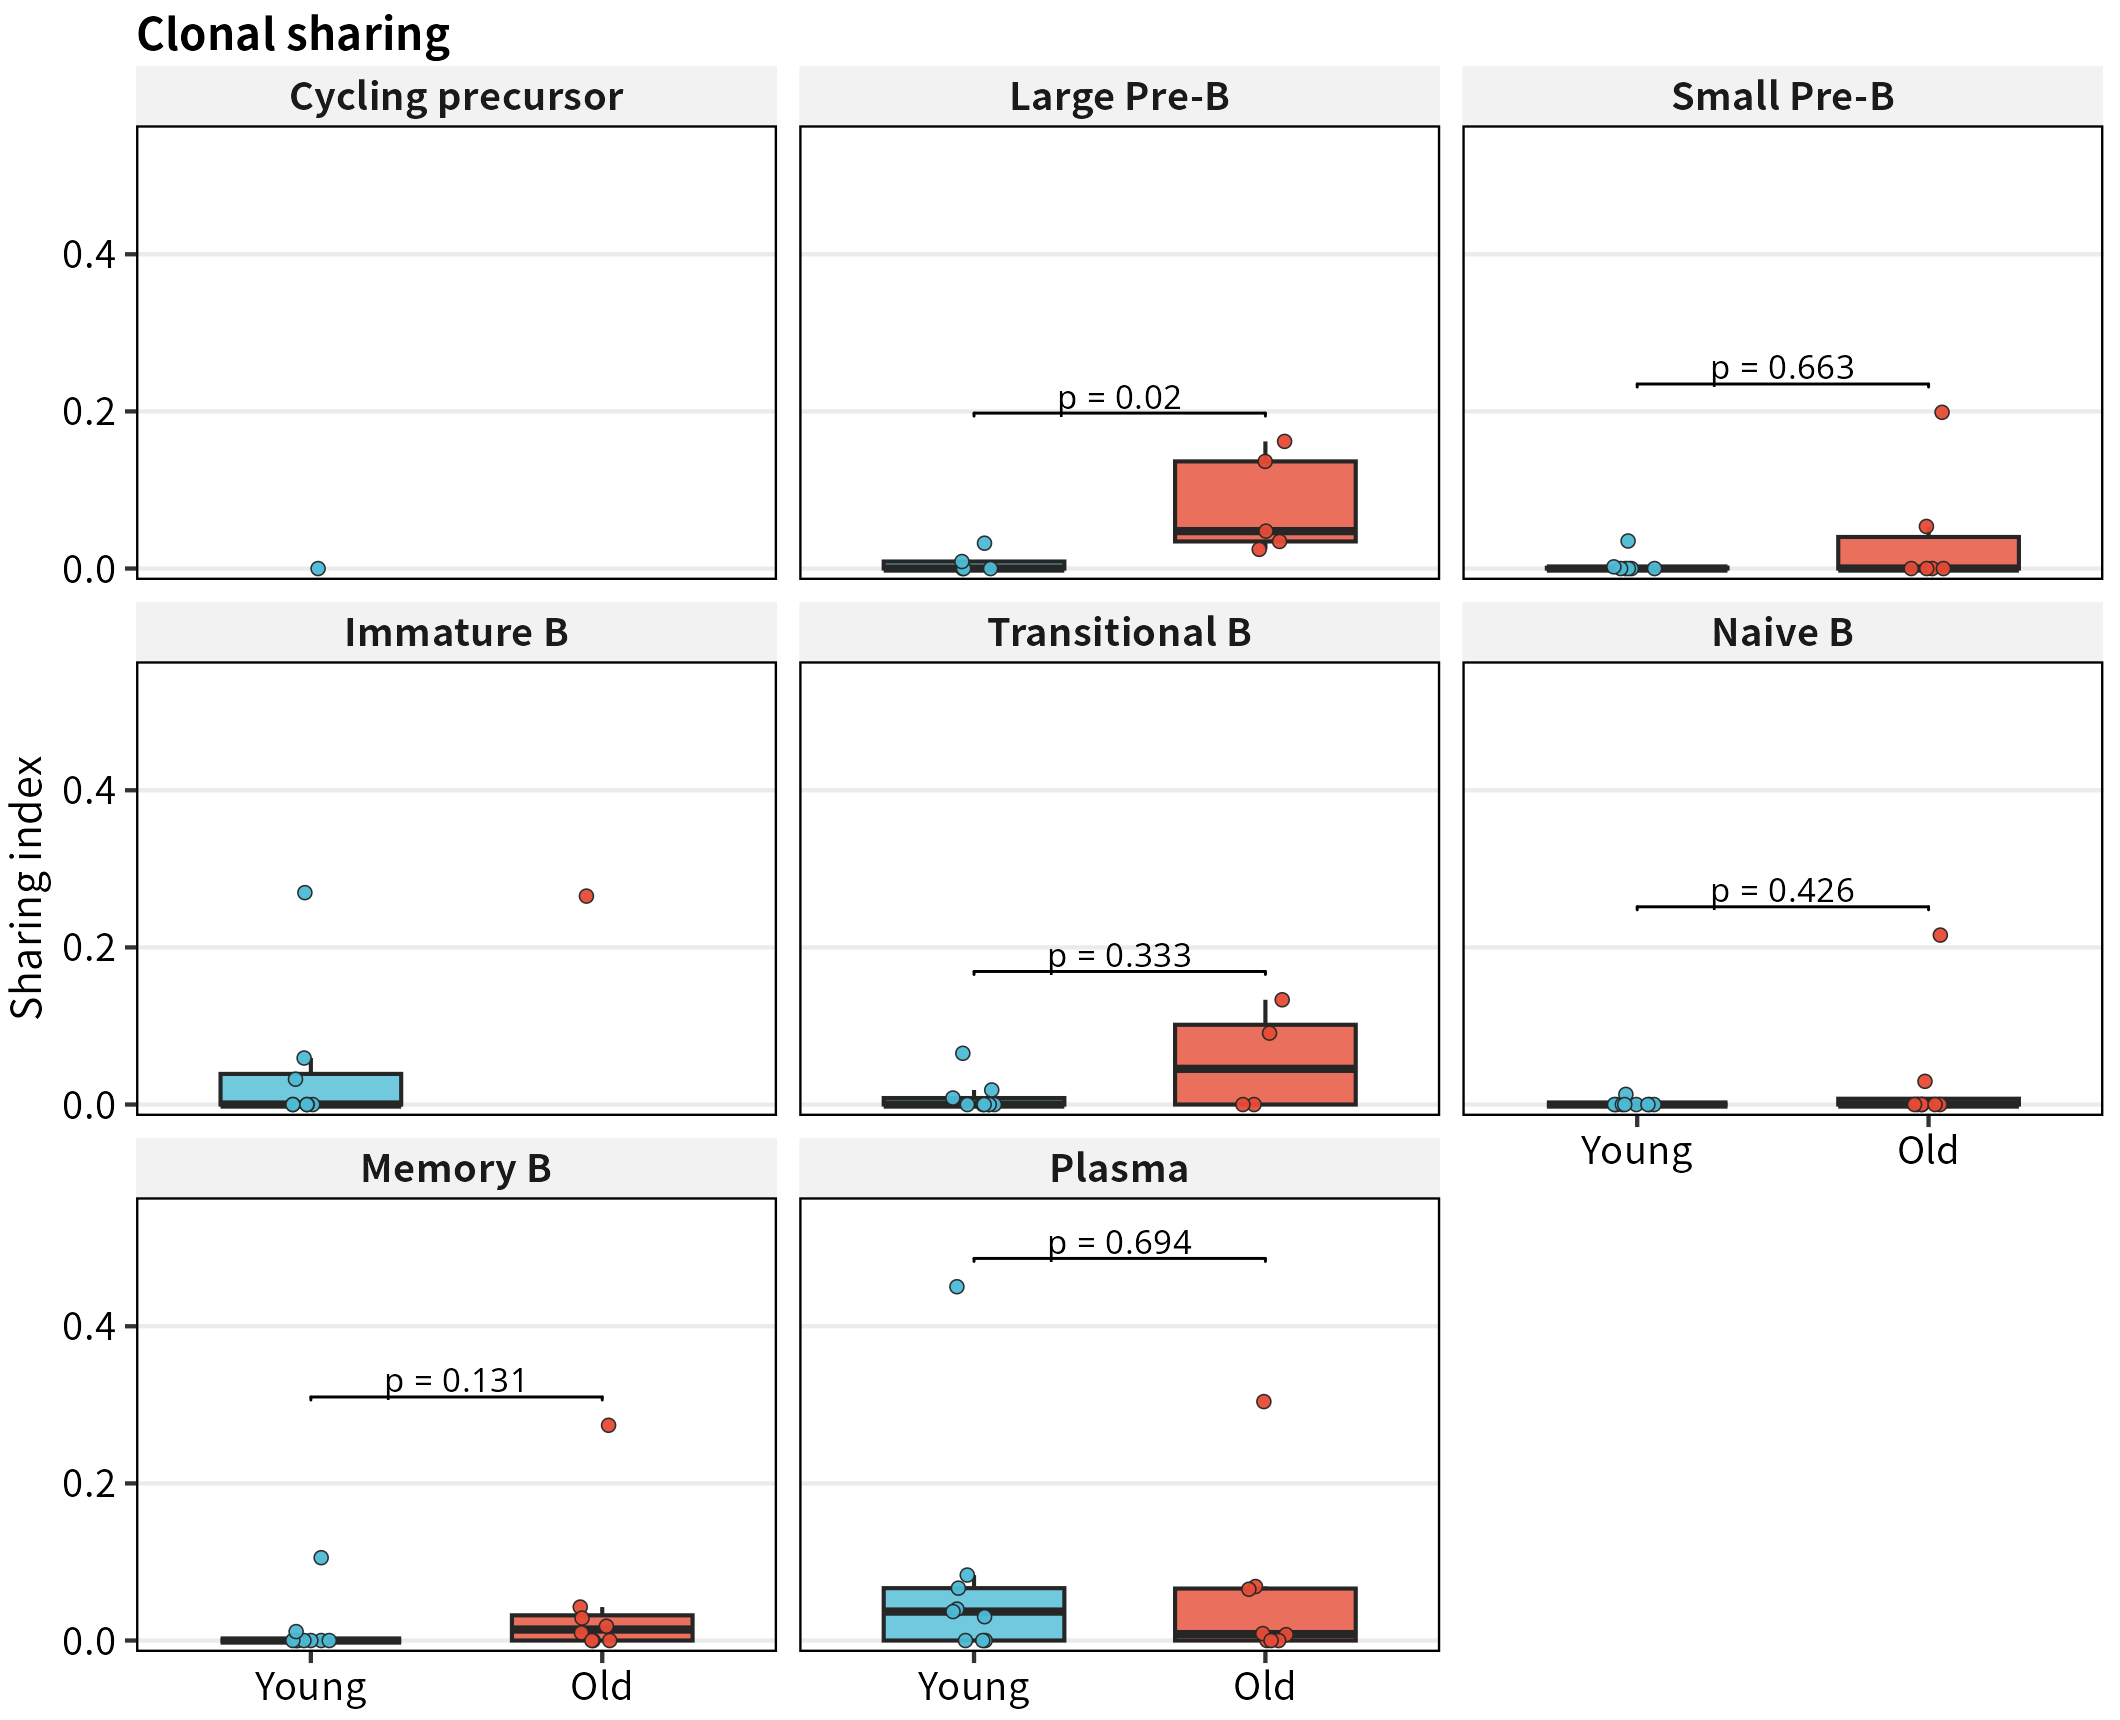 Clonal sharing
Cycling precursor
Large Pre-B
Small Pre-B
0.4
0.2
0.0
p = 0.02
p = 0.663
Immature B
Transitional B
Naive B
Sharing index
0.4
0.2
0.0
p = 0.333
p = 0.426
Young
Old
Memory B
Plasma
0.4
0.2
0.0
p = 0.131
p = 0.694
Young
Old
Young
Old